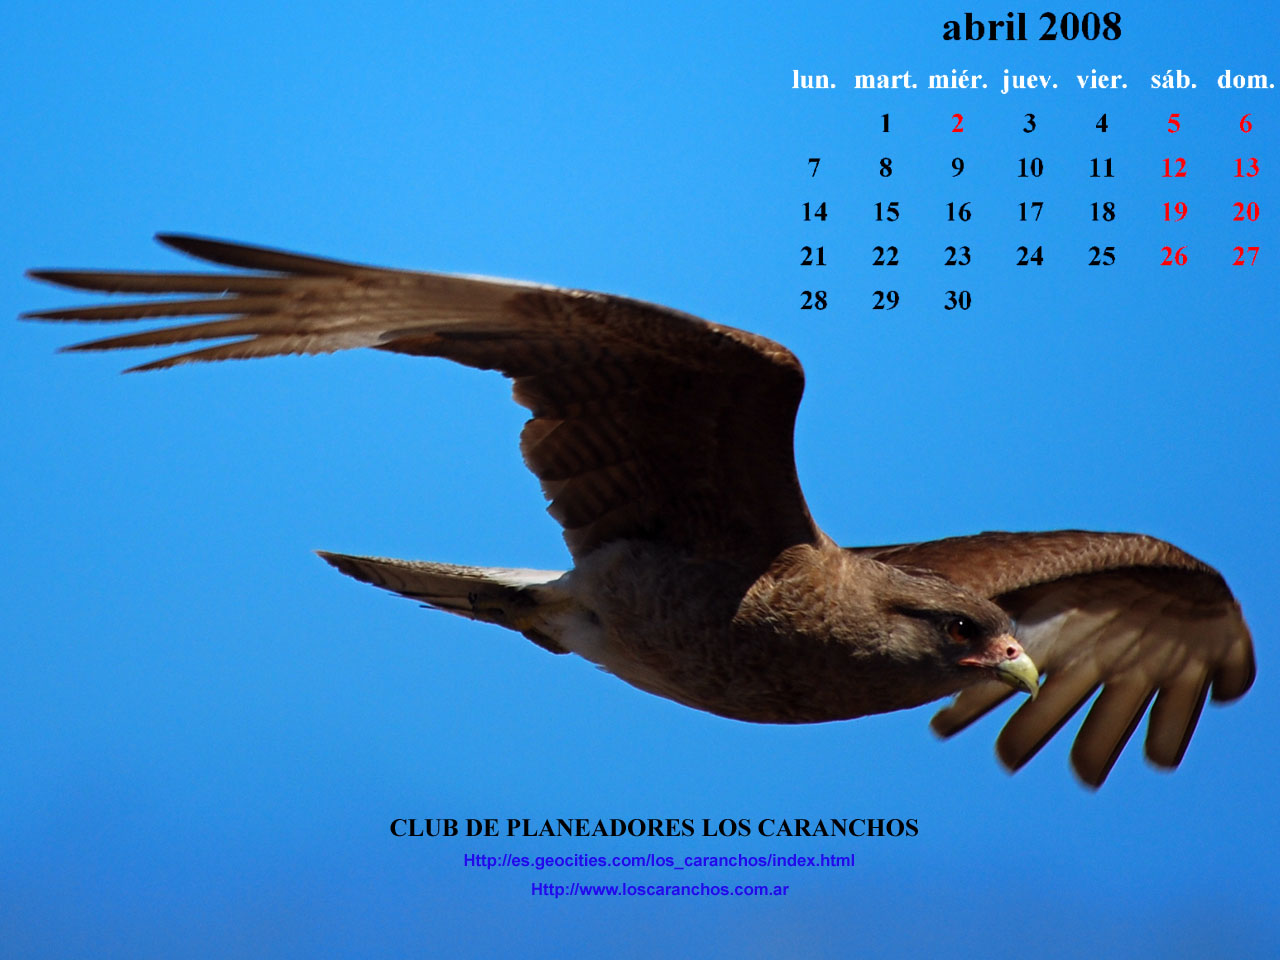 abril 2008
lun. mart. miér. juev. vier. sáb. dom.
1 2 3 4 5 6
7 8 9 10 11 12 13
14 15 16 17 18 19 20
21 22 23 24 25 26 27
28 29 30
CLUB DE PLANEADORES LOS CARANCHOS
Http://es.geocities.com/los_caranchos/index.html
Http://www.loscaranchos.com.ar